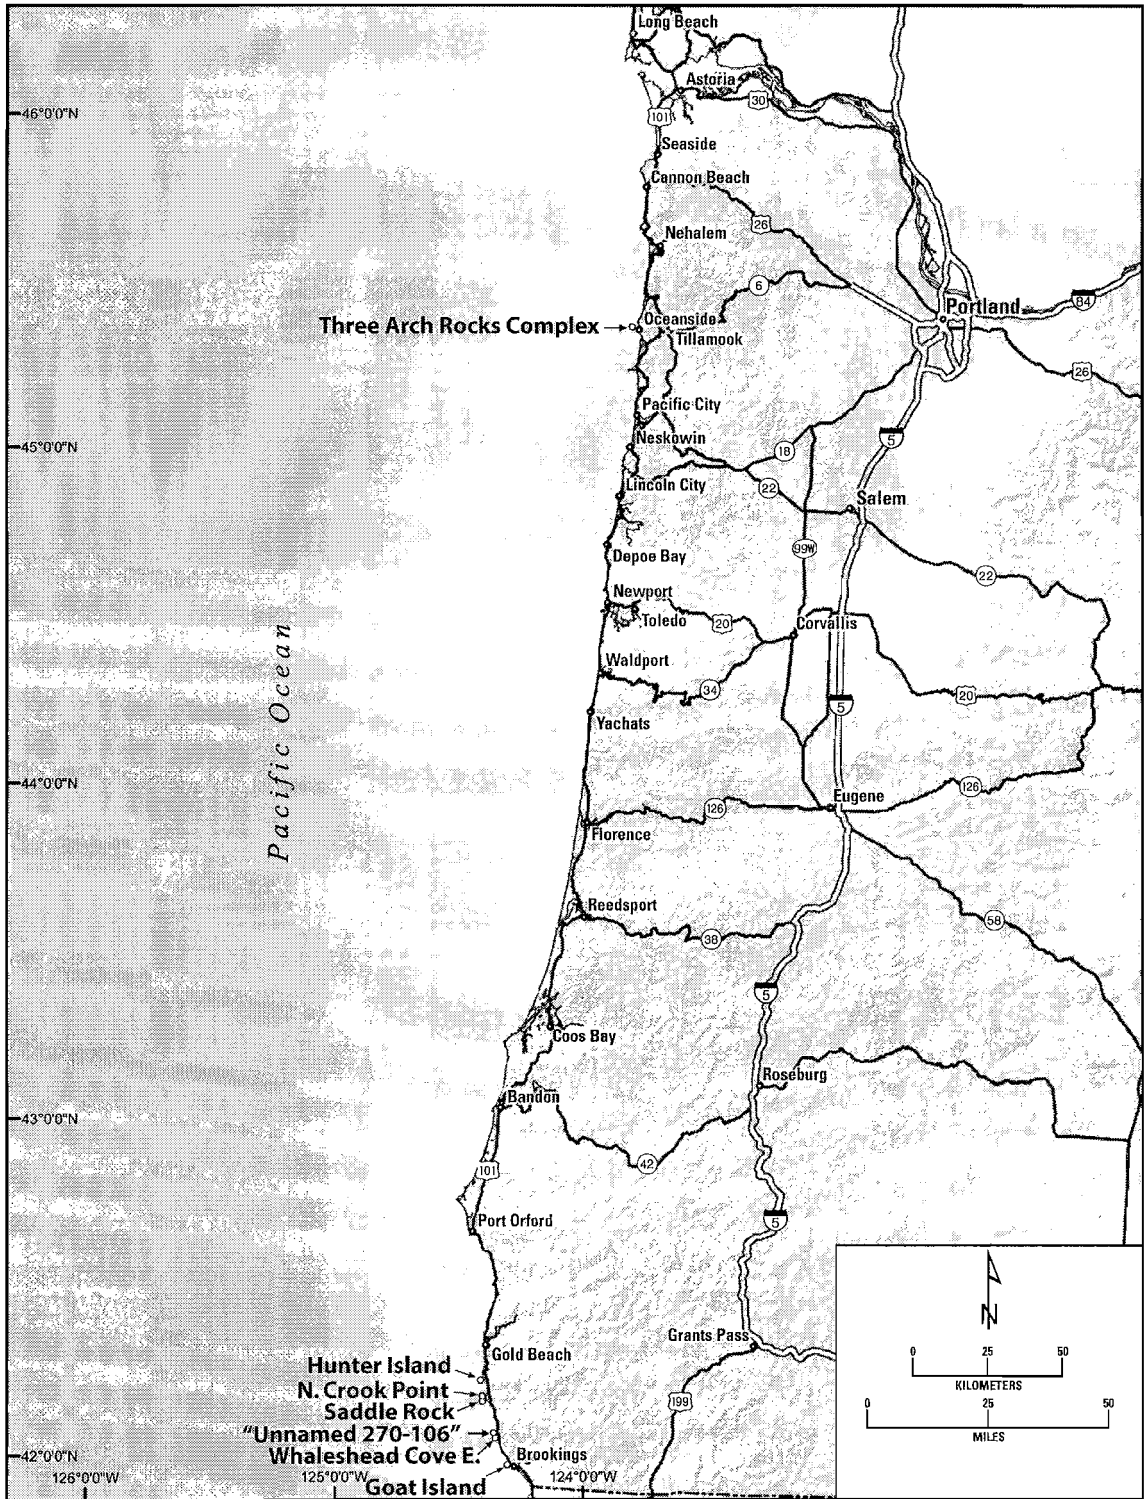 Long Beach
Astoria
30
46°0'0"N
101
Seaside
Cannon Beach
26
Nehalem
6
84
Portland
Three Arch Rocks Complex
Oceanside
Tillamook
26
Pacific City
Neskowin
45°0'0"N
5
18
Lincoln City
22
Salem
99W
Depoe Bay
22
Newport
Toledo
20
Corvallis
Waldport
34
20
5
Yachats
Pacific Ocean
44°0'0"N
126
Eugene
126
Florence
Reedsport
58
38
5
Coos Bay
Roseburg
Bandon
43°0'0"N
42
101
Port Orford
5
N
Grants Pass
Gold Beach
0 25 50
KILOMETERS
Hunter Island
N. Crook Point
Saddle Rock
199
0 25 50
MILES
"Unnamed 270-106"
Whaleshead Cove E.
42°0'0"N
Brookings
126°0'0"W
125°0'0"W
124°0'0"W
Goat Island